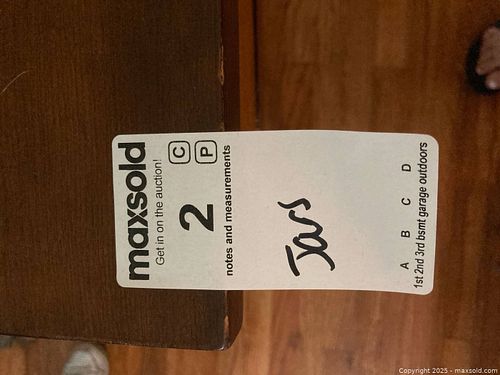 maxsold
Get in on the auction!
2
C
P
notes and measurements
Jars
A B C D
1st 2nd 3rd bsmt garage outdoors
Copyright 2025 - maxsold.com